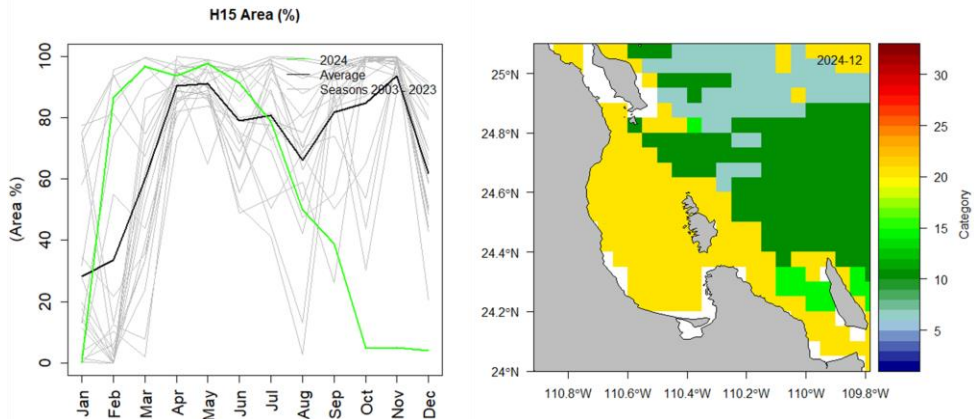 H15 Area (%)
(Area %)
100
80
60
40
20
0
2024
Average
Seasons 2003 - 2023
Jan
Feb
Mar
Apr
May
Jun
Jul
Aug
Sep
Oct
Nov
Dec
2024-12
25°N
24.8°N
24.6°N
24.4°N
24.2°N
24°N
110.8°W
110.6°W
110.4°W
110.2°W
110°W
109.8°W
30
25
20
15
10
5
Category